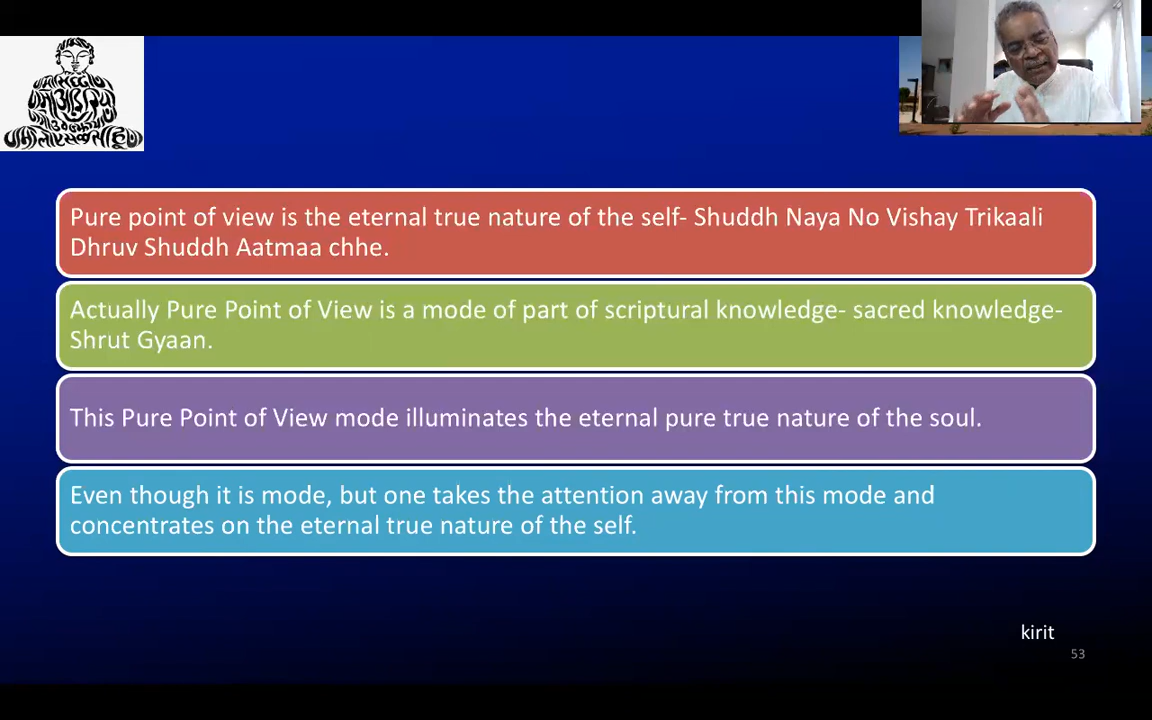 Pure point of view is the eternal true nature of the self- Shuddh Naya No Vishay Trikaali
Dhruv Shuddh Aatmaa chhe.
Actually Pure Point of View is a mode of part of scriptural knowledge- sacred knowledge-
Shrut Gyaan.
This Pure Point of View mode illuminates the eternal pure true nature of the soul.
Even though it is mode, but one takes the attention away from this mode and
concentrates on the eternal true nature of the self.
kirit
53